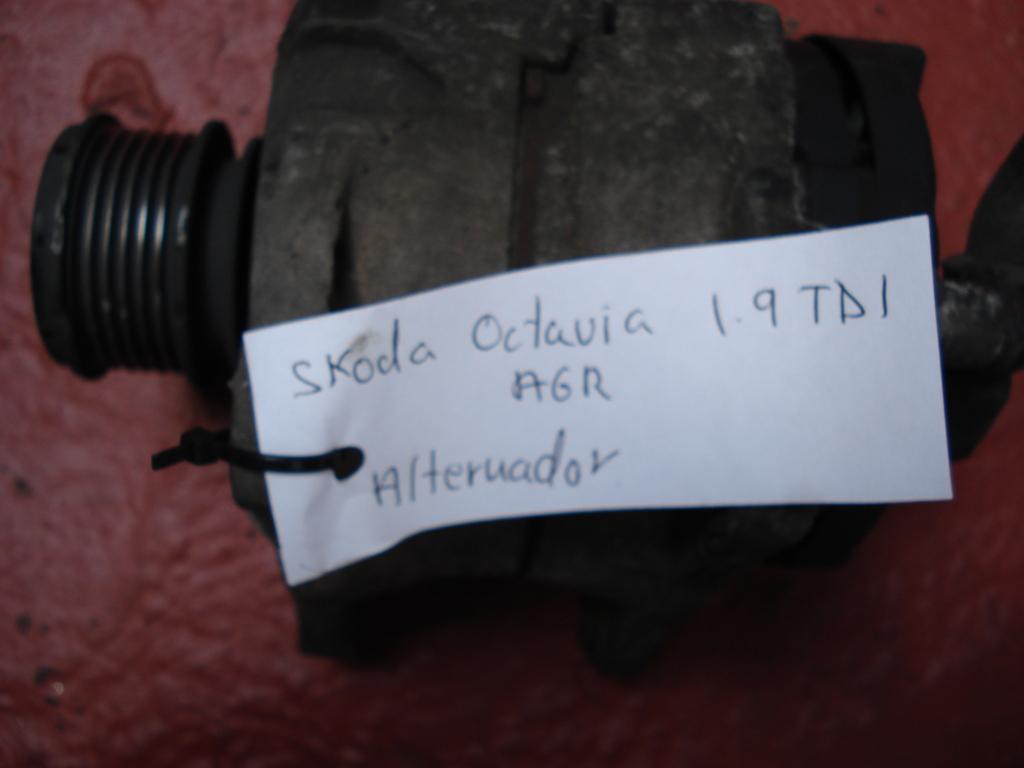 Skoda Octavia 1.9 TDI
AGR
Alternador